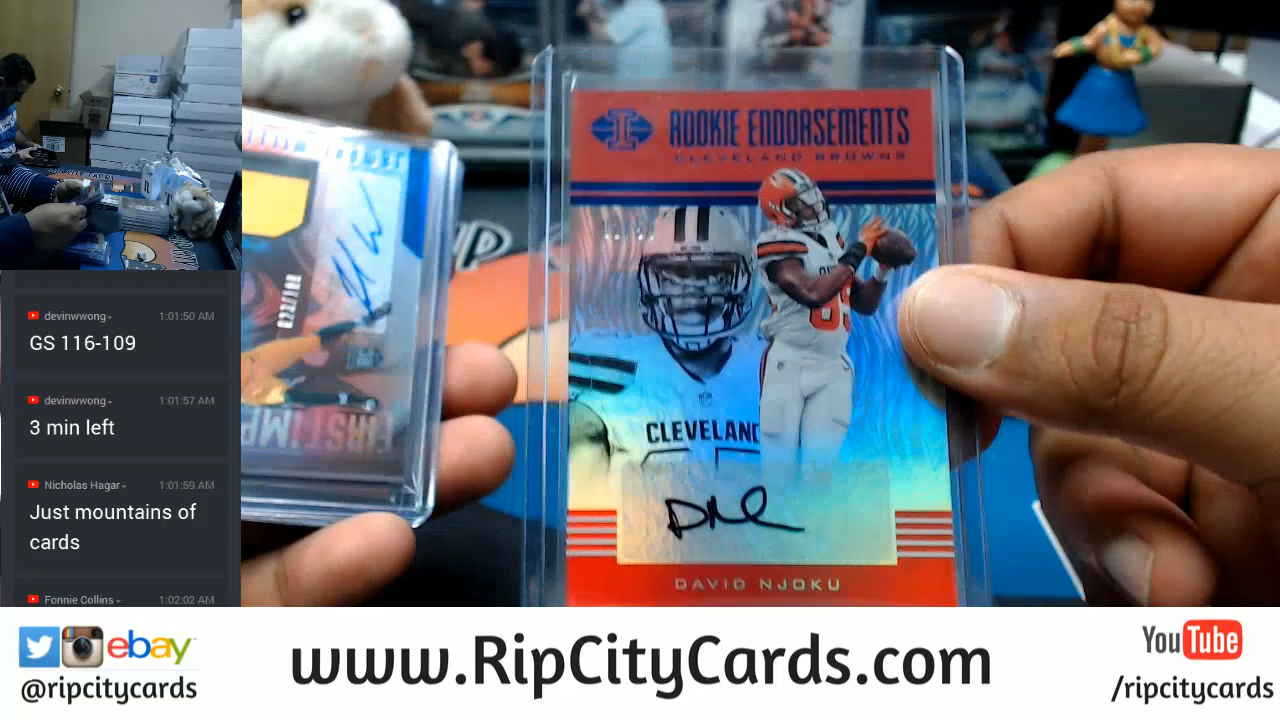 devinwwong
1:01:50 AM
GS 116-109
devinwwong
1:01:57 AM
3 min left
Nicholas Hagar
1:01:59 AM
Just mountains of
cards
Fonnie Collins
1:02:02 AM
FIRST IMP
ROOKIE ENDORSEMENTS
CLEVELAND BROWNS
CLEVELAND
DAVID NJOKU
ebay
@ripcitycards
www.RipCityCards.com
YouTube
/ripcitycards